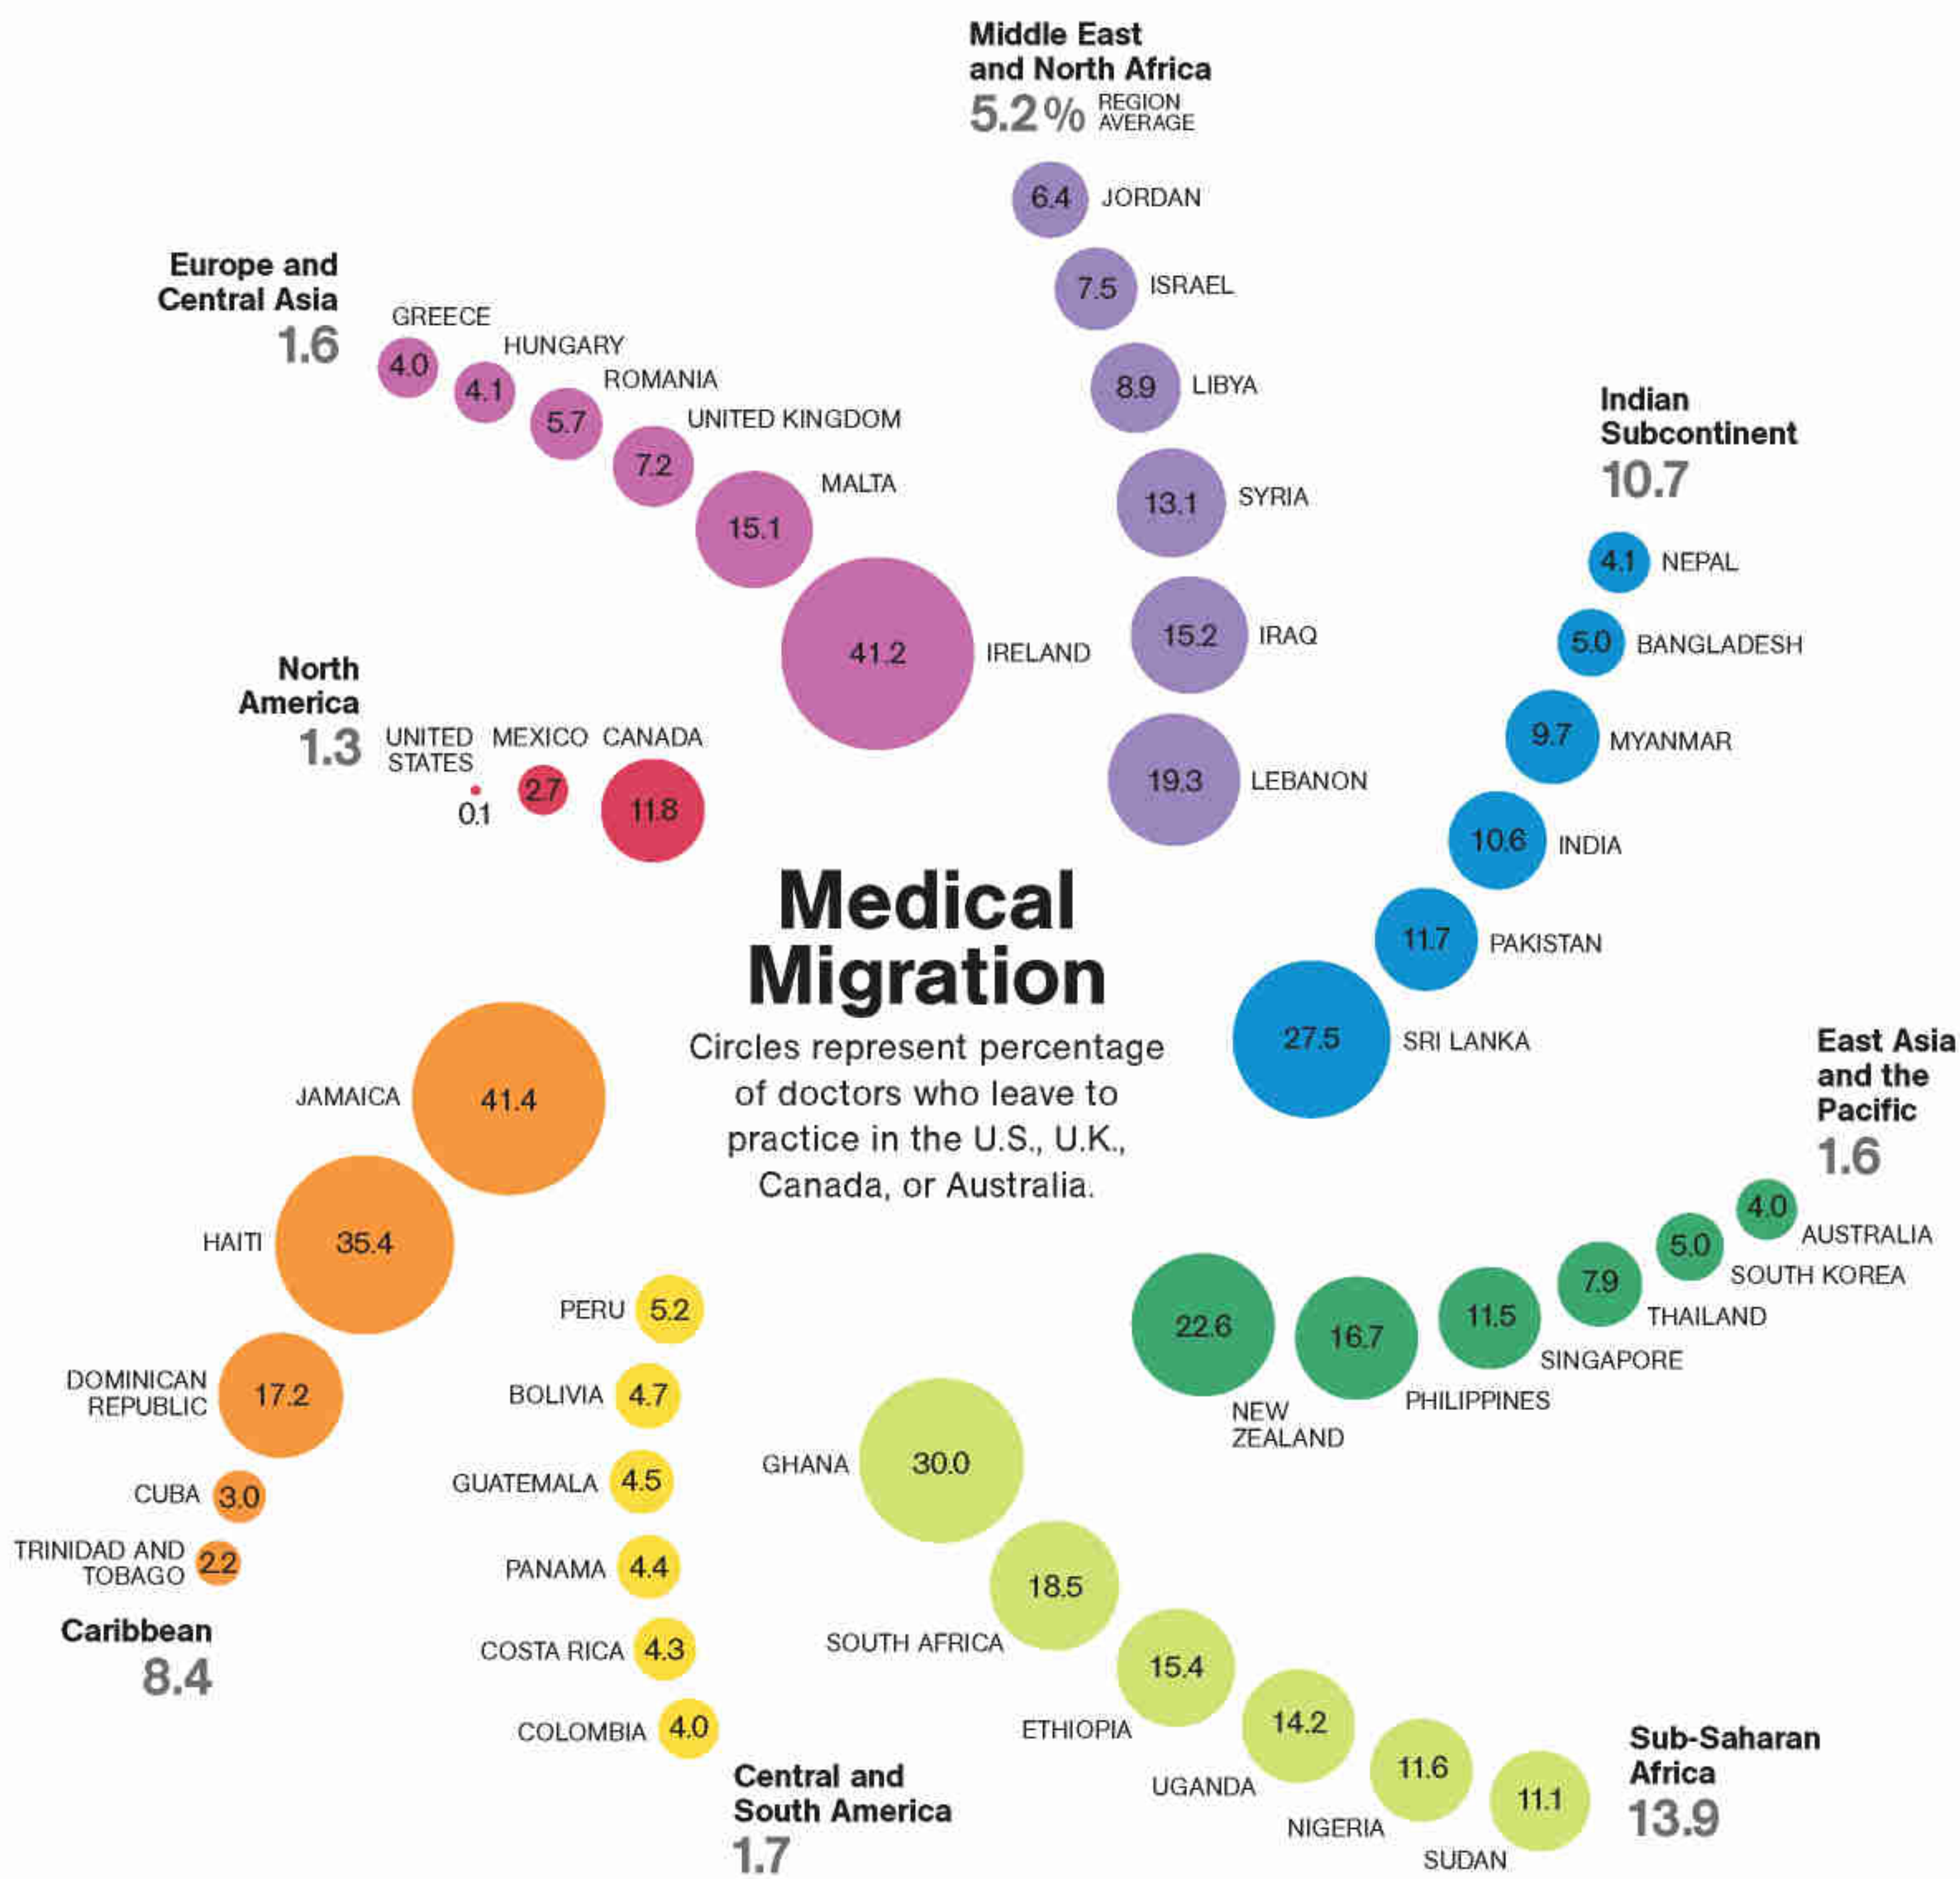 Middle East
and North Africa
5.2% REGION
AVERAGE
6.4 JORDAN
7.5 ISRAEL
8.9 LIBYA
13.1 SYRIA
15.2 IRAQ
19.3 LEBANON
Europe and
Central Asia
1.6
GREECE
4.0
HUNGARY
4.1
ROMANIA
5.7
UNITED KINGDOM
7.2
MALTA
15.1
41.2 IRELAND
Indian
Subcontinent
10.7
4.1 NEPAL
5.0 BANGLADESH
9.7 MYANMAR
10.6 INDIA
11.7 PAKISTAN
27.5 SRI LANKA
North
America
1.3
UNITED
STATES
0.1
MEXICO
2.7
CANADA
11.8
Medical
Migration
Circles represent percentage
of doctors who leave to
practice in the U.S., U.K.,
Canada, or Australia.
East Asia
and the
Pacific
1.6
4.0
AUSTRALIA
5.0
SOUTH KOREA
7.9
THAILAND
11.5
SINGAPORE
16.7
PHILIPPINES
22.6
NEW
ZEALAND
JAMAICA 41.4
HAITI 35.4
DOMINICAN
REPUBLIC
17.2
CUBA 3.0
TRINIDAD AND
TOBAGO
2.2
Caribbean
8.4
PERU 5.2
BOLIVIA 4.7
GUATEMALA 4.5
PANAMA 4.4
COSTA RICA 4.3
COLOMBIA 4.0
Central and
South America
1.7
GHANA 30.0
18.5
SOUTH AFRICA
15.4
ETHIOPIA
14.2
UGANDA
11.6
NIGERIA
11.1
SUDAN
Sub-Saharan
Africa
13.9